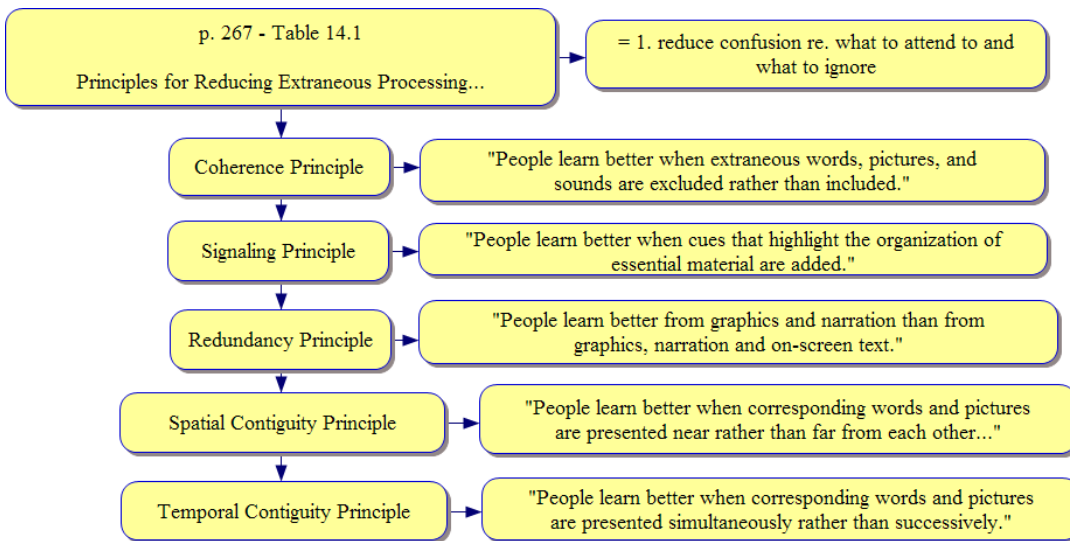 p. 267 - Table 14.1
Principles for Reducing Extraneous Processing...
= 1. reduce confusion re. what to attend to and
what to ignore
Coherence Principle
"People learn better when extraneous words, pictures, and
sounds are excluded rather than included."
Signaling Principle
"People learn better when cues that highlight the organization of
essential material are added."
Redundancy Principle
"People learn better from graphics and narration than from
graphics, narration and on-screen text."
Spatial Contiguity Principle
"People learn better when corresponding words and pictures
are presented near rather than far from each other..."
Temporal Contiguity Principle
"People learn better when corresponding words and pictures
are presented simultaneously rather than successively."